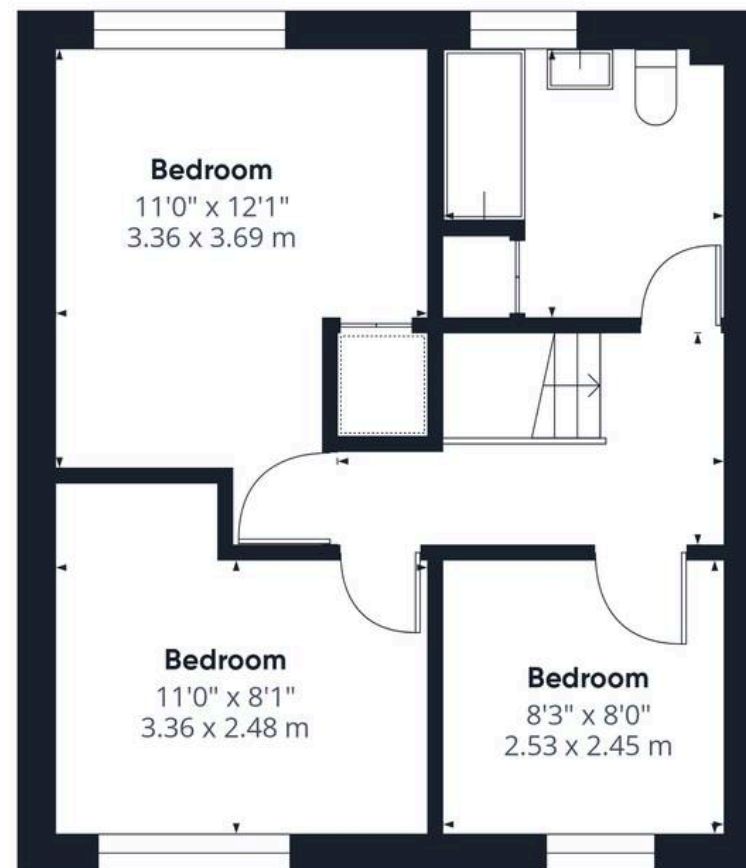 Bedroom
11'0" x 12'1"
3.36 x 3.69 m
Bedroom
11'0" x 8'1"
3.36 x 2.48 m
Bedroom
8'3" x 8'0"
2.53 x 2.45 m